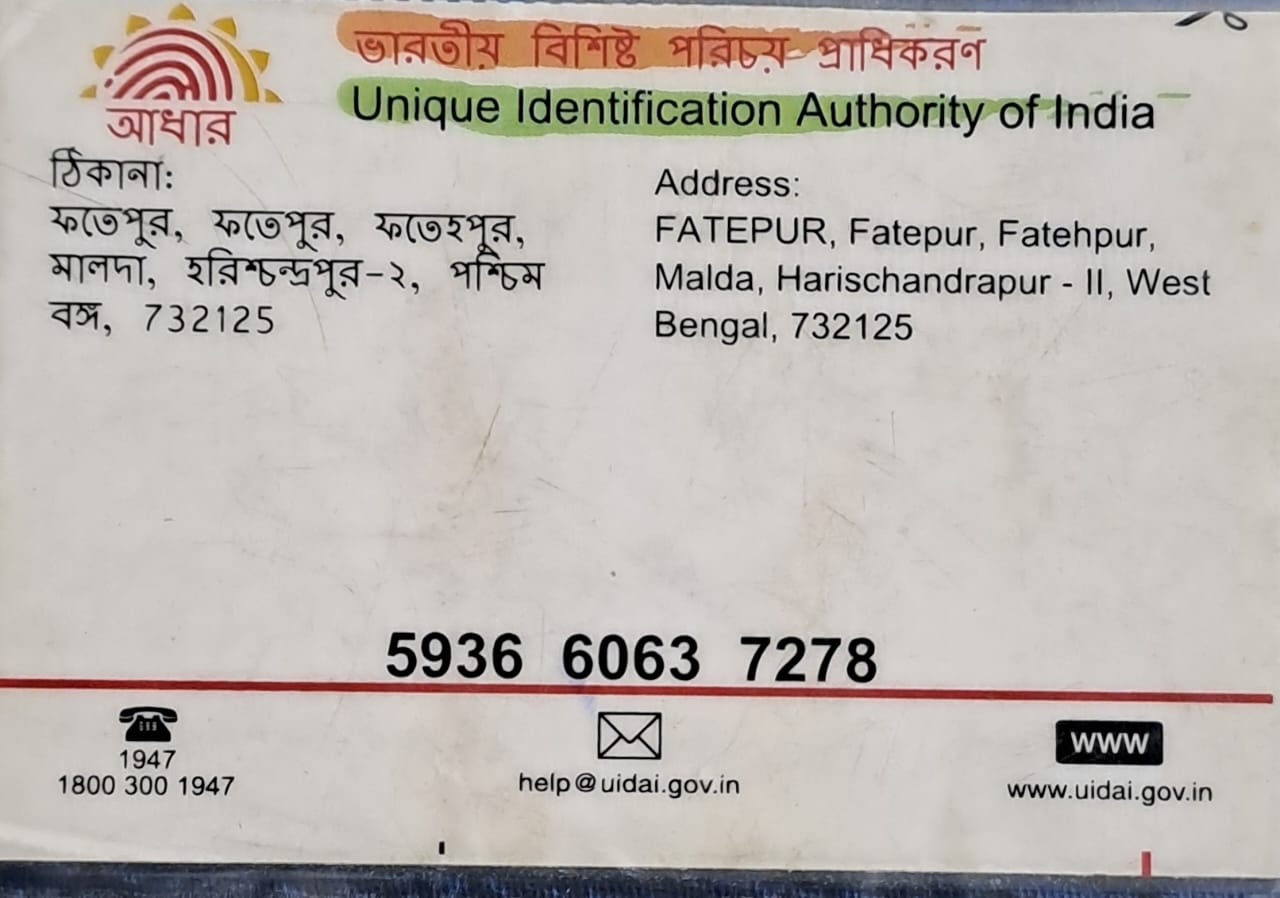 ভারতীয় বিশিষ্ট পরিচয় প্রাধিকরণ
Unique Identification Authority of India
আধার
ঠিকানা:
ফতেপুর, ফতেপুর, ফতেহপুর,
মালদা, হরিশ্চন্দ্রপুর-২, পশ্চিম
বঙ্গ, 732125
Address:
FATEPUR, Fatepur, Fatehpur,
Malda, Harischandrapur - II, West
Bengal, 732125
5936 6063 7278
1947
1800 300 1947
help@uidai.gov.in
www
www.uidai.gov.in